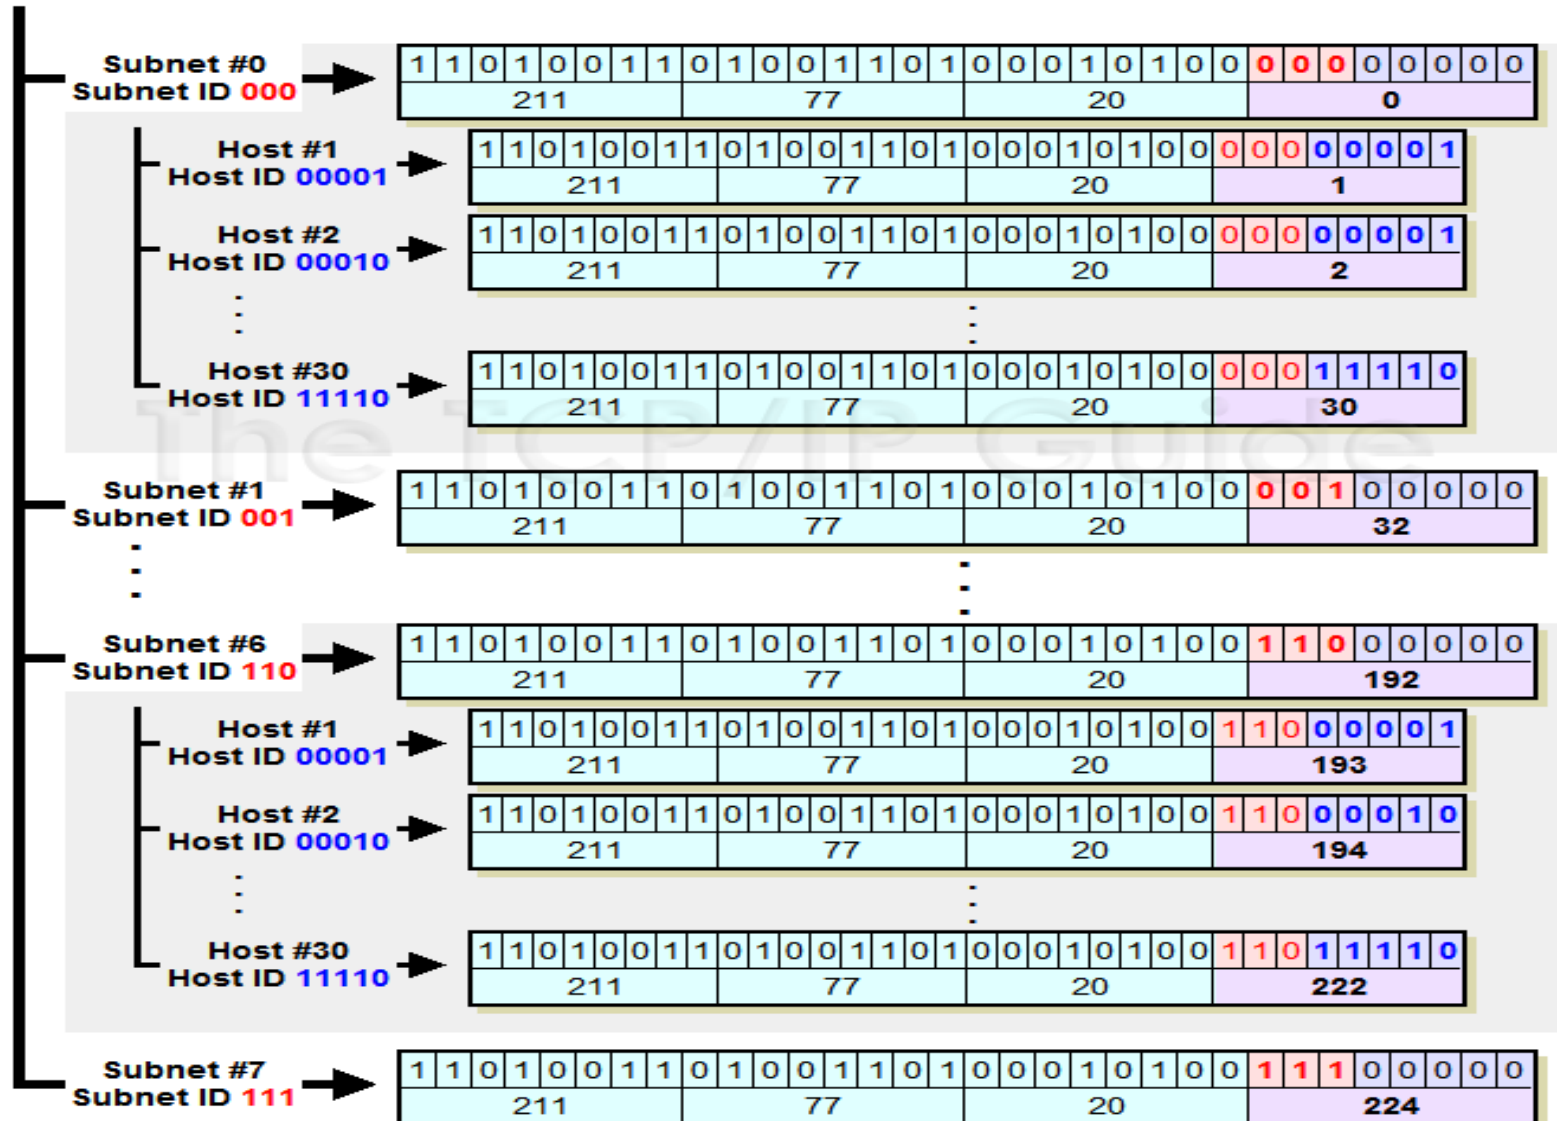 Subnet #0
Subnet ID 000
1 1 0 1 0 0 1 1 0 1 0 0 1 1 0 1 0 0 0 1 0 1 0 0 0 0 0 0 0 0 0 0
211 77 20 0
Host #1
Host ID 00001
1 1 0 1 0 0 1 1 0 1 0 0 1 1 0 1 0 0 0 1 0 1 0 0 0 0 0 0 0 0 0 1
211 77 20 1
Host #2
Host ID 00010
1 1 0 1 0 0 1 1 0 1 0 0 1 1 0 1 0 0 0 1 0 1 0 0 0 0 0 0 0 0 0 1
211 77 20 2
Host #30
Host ID 11110
1 1 0 1 0 0 1 1 0 1 0 0 1 1 0 1 0 0 0 1 0 1 0 0 0 0 0 1 1 1 1 0
211 77 20 30
The TCP/IP Guide
Subnet #1
Subnet ID 001
1 1 0 1 0 0 1 1 0 1 0 0 1 1 0 1 0 0 0 1 0 1 0 0 0 0 1 0 0 0 0 0
211 77 20 32
Subnet #6
Subnet ID 110
1 1 0 1 0 0 1 1 0 1 0 0 1 1 0 1 0 0 0 1 0 1 0 0 1 1 0 0 0 0 0 0
211 77 20 192
Host #1
Host ID 00001
1 1 0 1 0 0 1 1 0 1 0 0 1 1 0 1 0 0 0 1 0 1 0 0 1 1 0 0 0 0 0 1
211 77 20 193
Host #2
Host ID 00010
1 1 0 1 0 0 1 1 0 1 0 0 1 1 0 1 0 0 0 1 0 1 0 0 1 1 0 0 0 0 1 0
211 77 20 194
Host #30
Host ID 11110
1 1 0 1 0 0 1 1 0 1 0 0 1 1 0 1 0 0 0 1 0 1 0 0 1 1 0 1 1 1 1 0
211 77 20 222
Subnet #7
Subnet ID 111
1 1 0 1 0 0 1 1 0 1 0 0 1 1 0 1 0 0 0 1 0 1 0 0 1 1 1 0 0 0 0 0
211 77 20 224